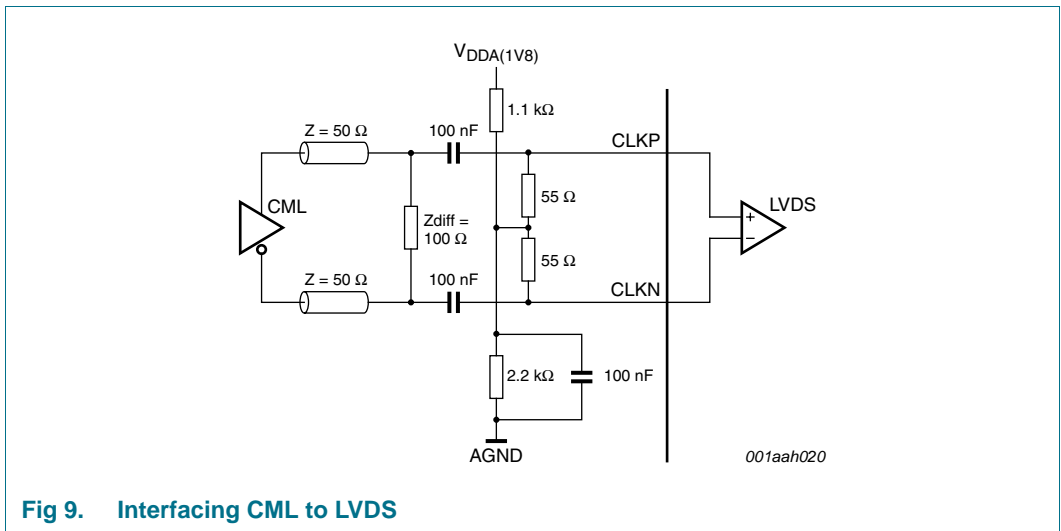 VDDA(1V8)
1.1 kΩ
Z = 50 Ω
100 nF
CLKP
55 Ω
LVDS
CML
Zdiff =
100 Ω
+
−
55 Ω
Z = 50 Ω
100 nF
CLKN
2.2 kΩ
100 nF
AGND
001aah020
Fig 9. Interfacing CML to LVDS